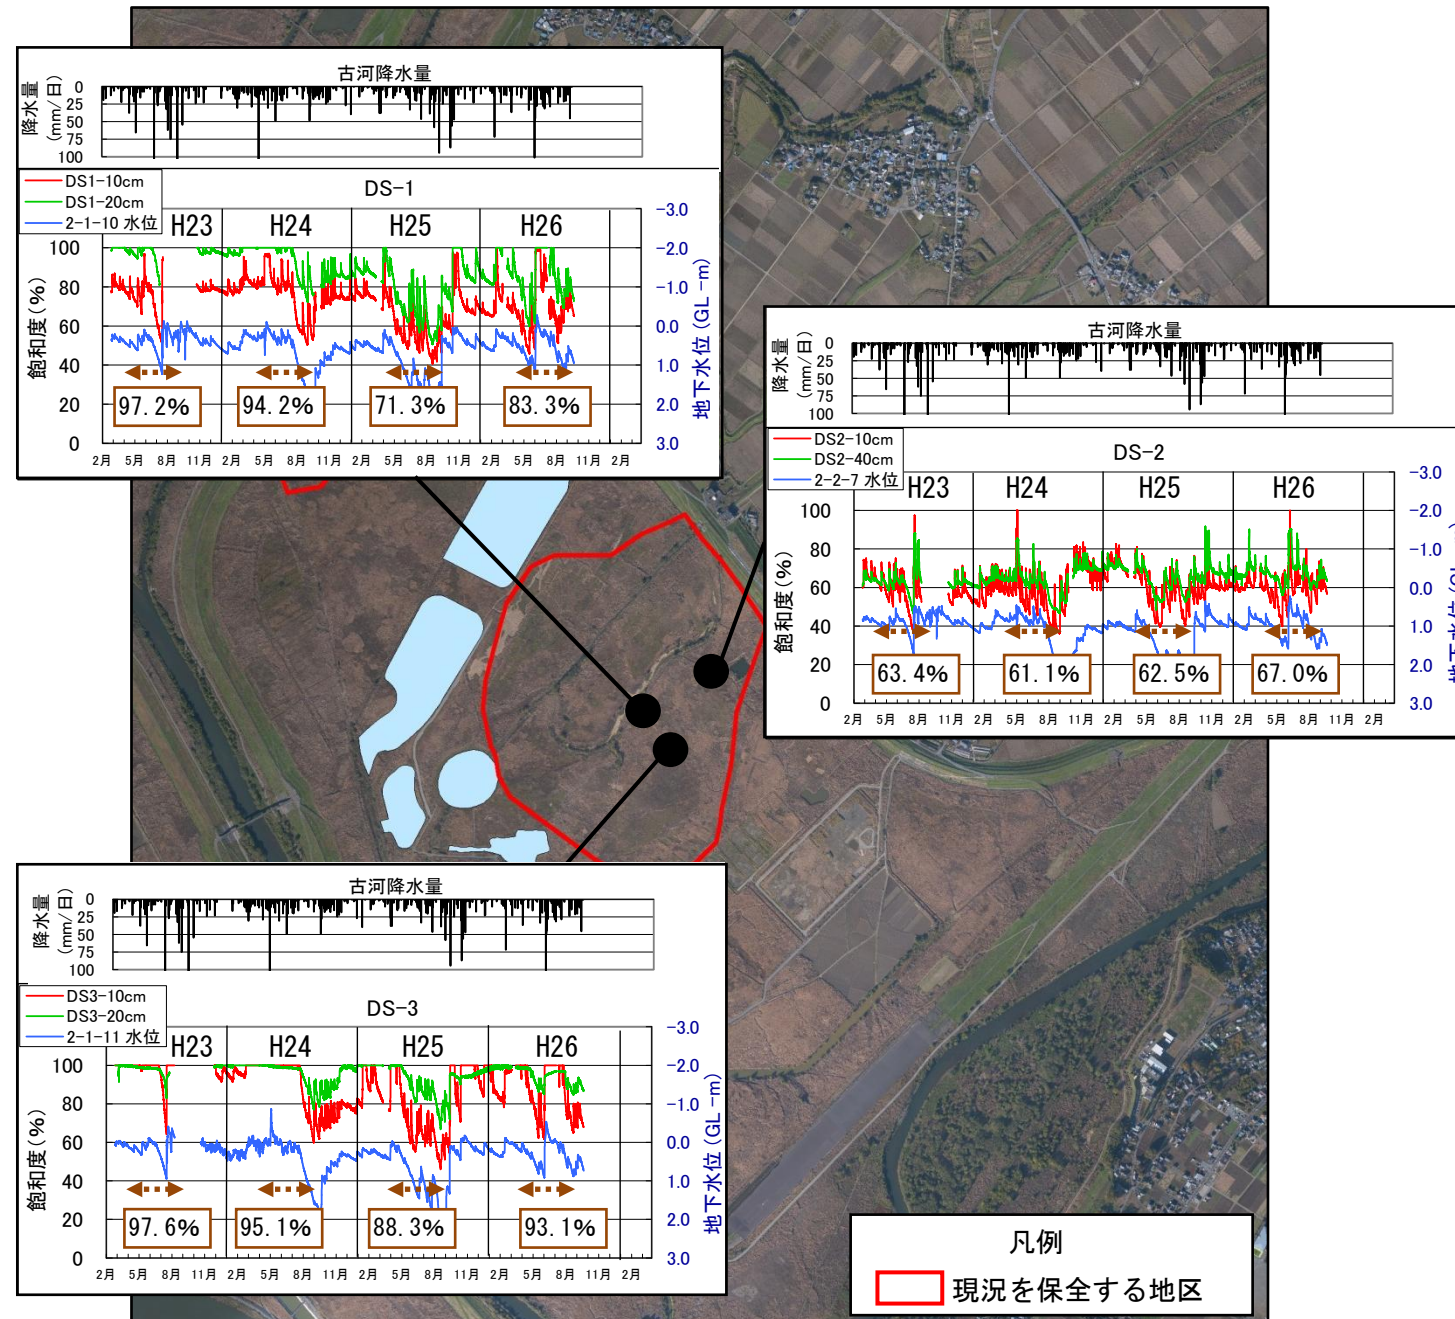 古河降水量
降水量
(mm/日)
0
25
50
75
100
DS1-10cm
DS1-20cm
2-1-10 水位
DS-1
H23 H24 H25 H26
飽和度(%)
100
80
60
40
20
0
-3.0
-2.0
-1.0
0.0
1.0
2.0
3.0
地下水位(GL-m)
97.2% 94.2% 71.3% 83.3%
2月 5月 8月 11月 2月 5月 8月 11月 2月 5月 8月 11月 2月 5月 8月 11月 2月
古河降水量
降水量
(mm/日)
0
25
50
75
100
DS2-10cm
DS2-40cm
2-2-7 水位
DS-2
H23 H24 H25 H26
飽和度(%)
100
80
60
40
20
0
-3.0
-2.0
-1.0
0.0
1.0
2.0
3.0
63.4% 61.1% 62.5% 67.0%
2月 5月 8月 11月 2月 5月 8月 11月 2月 5月 8月 11月 2月 5月 8月 11月 2月
古河降水量
降水量
(mm/日)
0
25
50
75
100
DS3-10cm
DS3-20cm
2-1-11 水位
DS-3
H23 H24 H25 H26
飽和度(%)
100
80
60
40
20
0
-3.0
-2.0
-1.0
0.0
1.0
2.0
3.0
地下水位(GL-m)
97.6% 95.1% 88.3% 93.1%
2月 5月 8月 11月 2月 5月 8月 11月 2月 5月 8月 11月 2月 5月 8月 11月 2月
凡例
現況を保全する地区